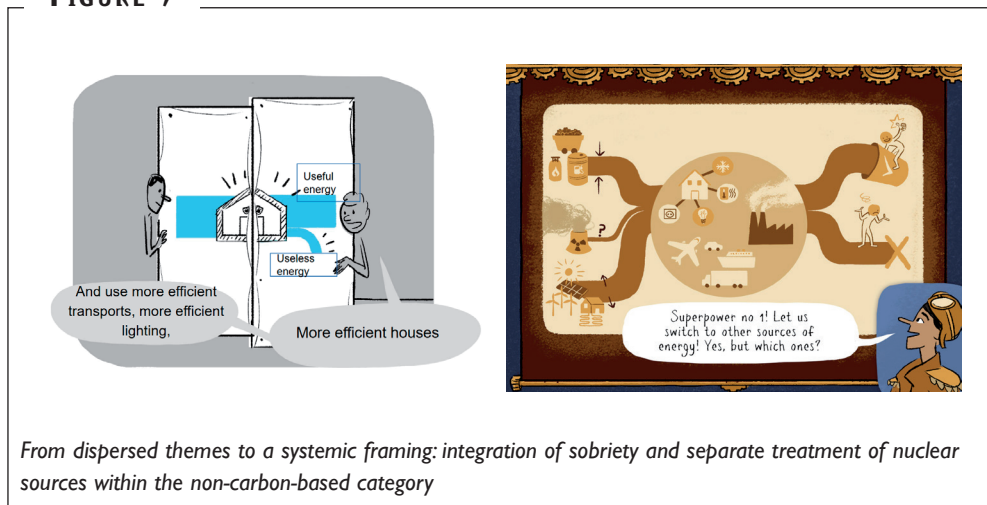 FIGURE 7
Useful
energy
Useless
energy
And use more efficient
transports, more efficient
lighting,
More efficient houses
?
Superpower no 1! Let us
switch to other sources of
energy! Yes, but which ones?
From dispersed themes to a systemic framing: integration of sobriety and separate treatment of nuclear
sources within the non-carbon-based category